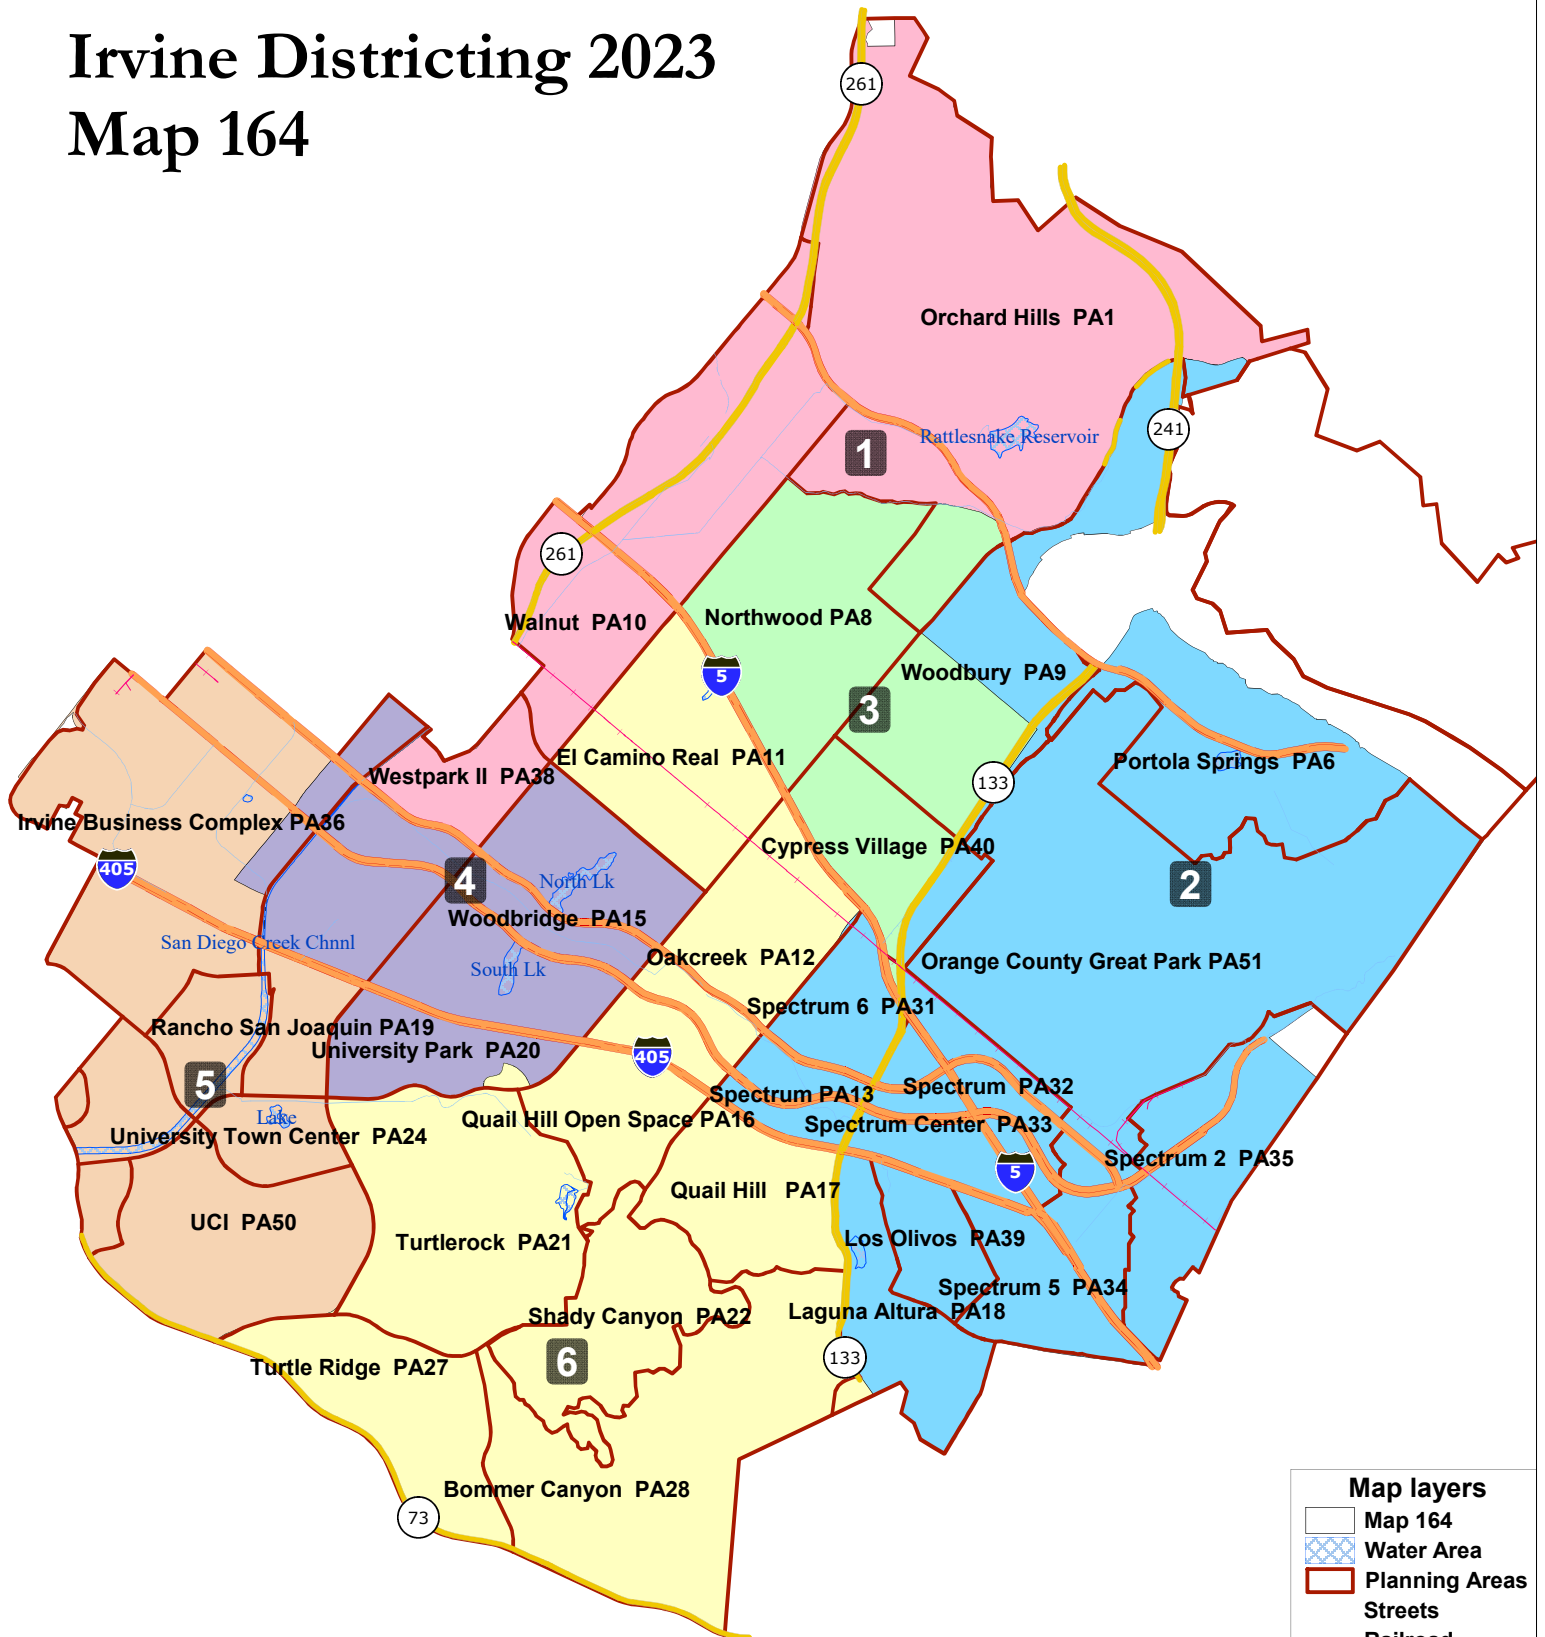 Irvine Districting 2023
Map 164
261
Orchard Hills PA1
241
Rattlesnake Reservoir
1
261
Walnut PA10
Northwood PA8
5
Woodbury PA9
3
El Camino Real PA11
Westpark II PA38
133
Portola Springs PA6
Irvine Business Complex PA36
Cypress Village PA40
405
4
North Lk
2
Woodbridge PA15
San Diego Creek Chnnl
South Lk
Oakcreek PA12
Orange County Great Park PA51
Spectrum 6 PA31
Rancho San Joaquin PA19
University Park PA20
405
5
Spectrum PA13
Spectrum PA32
Lake
Quail Hill Open Space PA16
Spectrum Center PA33
University Town Center PA24
Spectrum 2 PA35
5
Quail Hill PA17
UCI PA50
Turtlerock PA21
Los Olivos PA39
Spectrum 5 PA34
Shady Canyon PA22
Laguna Altura PA18
6
133
Turtle Ridge PA27
Bommer Canyon PA28
73
Map layers
Map 164
Water Area
Planning Areas
Streets
Railroad